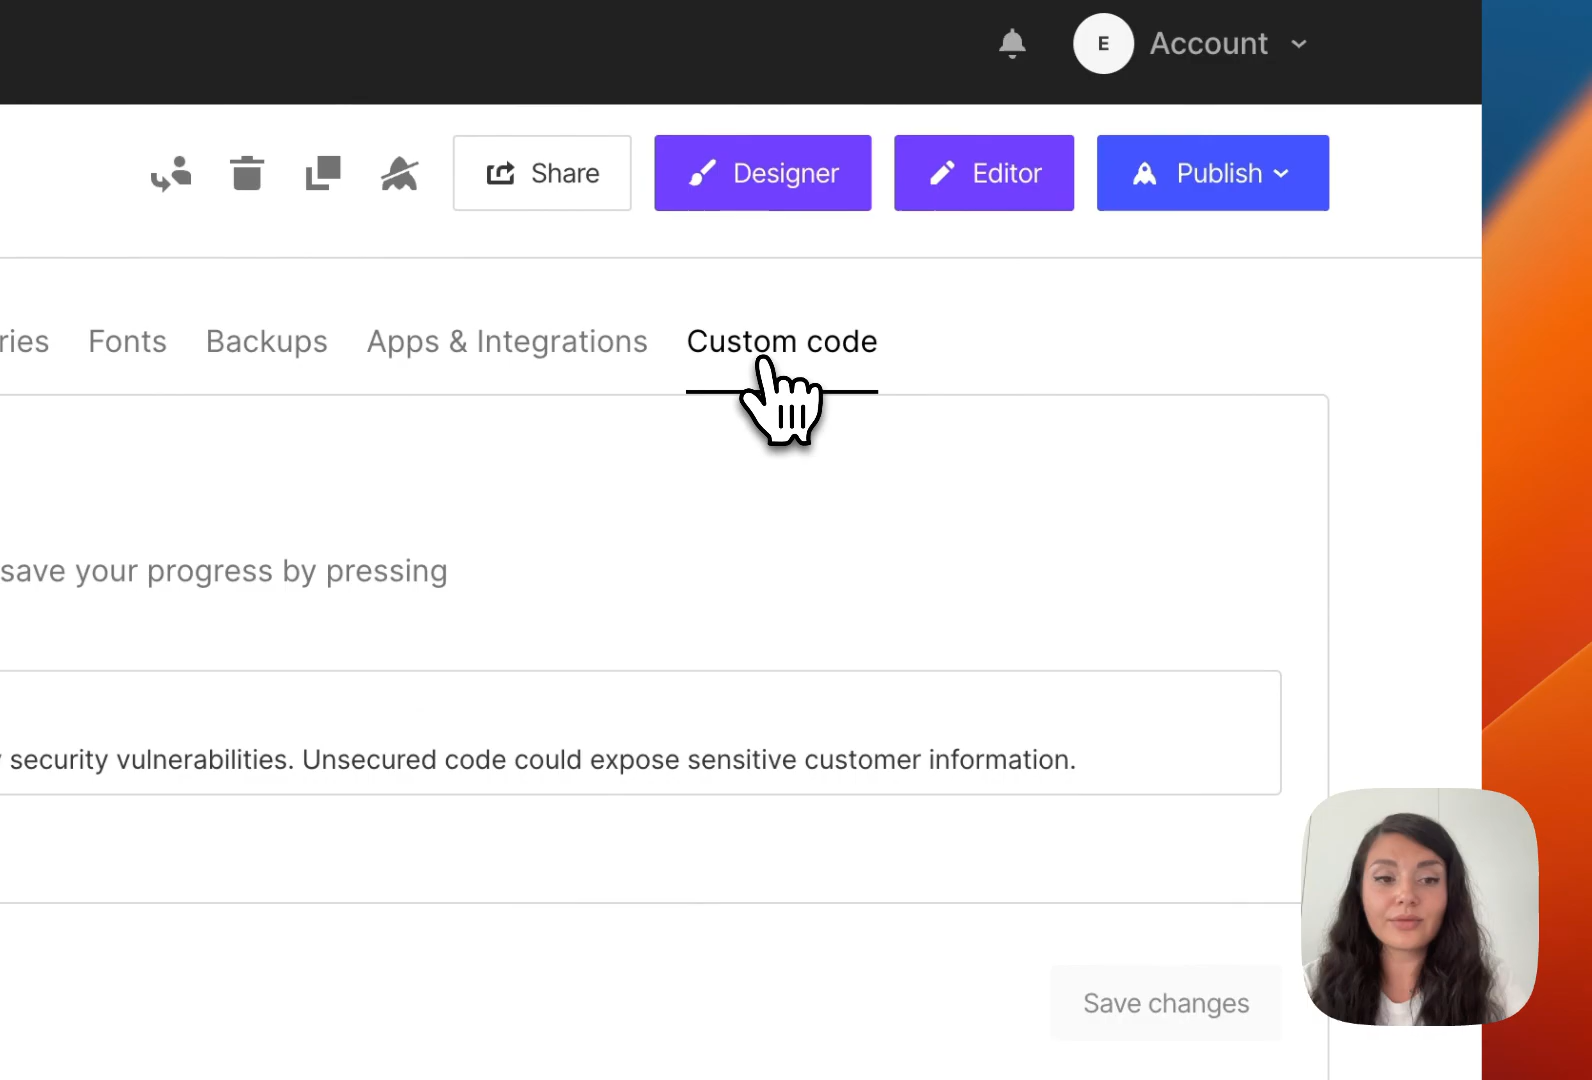 E Account
Share Designer Editor Publish
ries Fonts Backups Apps & Integrations Custom code
save your progress by pressing
security vulnerabilities. Unsecured code could expose sensitive customer information.
Save changes